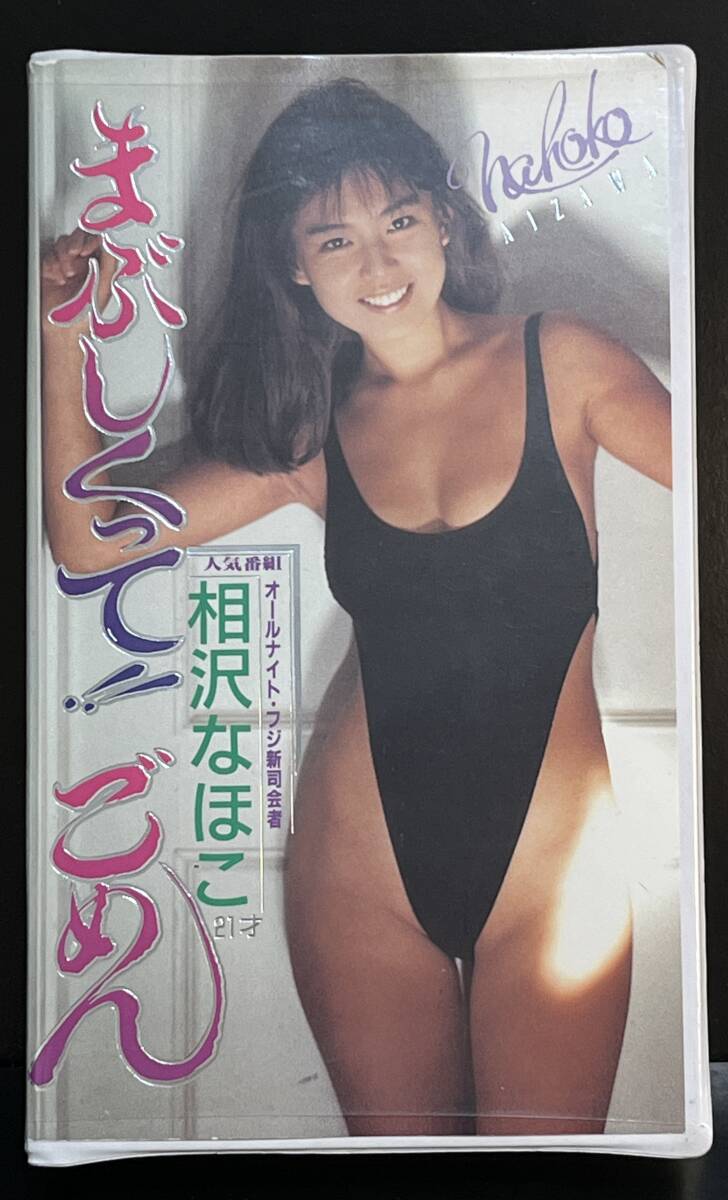 まぶしくって!!
ごめん
Nahoko
AIZAWA
人気番組
オールナイト・フジ新司会者
相沢なほこ
21才